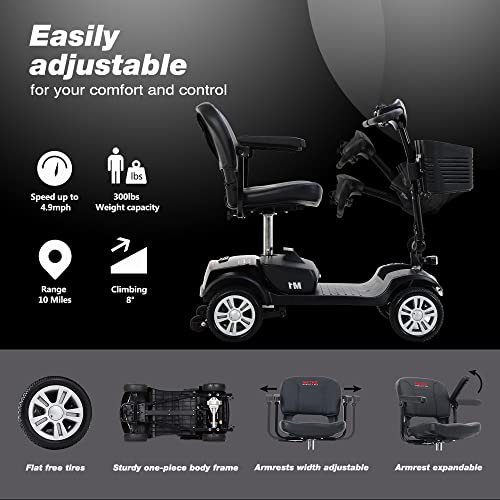 Easily
adjustable
for your comfort and control
lbs
Speed up to
4.9mph
300lbs
Weight capacity
Range
10 Miles
Climbing
8°
M1
Flat free tires
Sturdy one-piece body frame
Armrests width adjustable
Armrest expandable